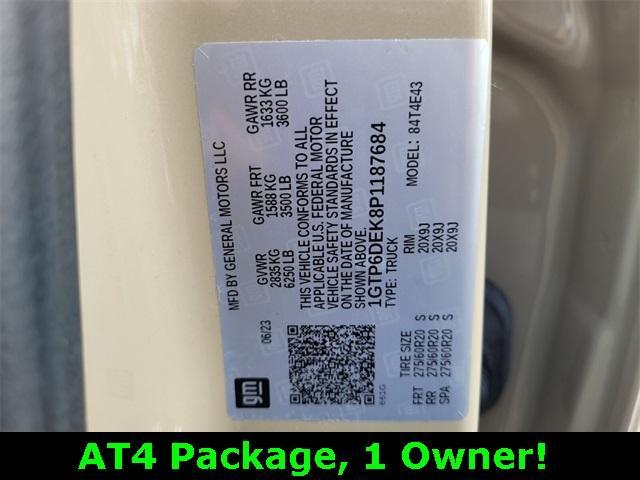 gm
MFD BY GENERAL MOTORS LLC
06/23
GVWR
2835 KG
6250 LB
GAWR FRT
1588 KG
3500 LB
GAWR RR
1633 KG
3600 LB
THIS VEHICLE CONFORMS TO ALL
APPLICABLE U.S. FEDERAL MOTOR
VEHICLE SAFETY STANDARDS IN EFFECT
ON THE DATE OF MANUFACTURE
SHOWN ABOVE.
1GTP6DEK8P1187684
TYPE: TRUCK
MODEL: 84T4E43
661G
TIRE SIZE RIM
FRT 275/60R20 S 20X9J
RR 275/60R20 S 20X9J
SPA 275/60R20 S 20X9J
AT4 Package, 1 Owner!